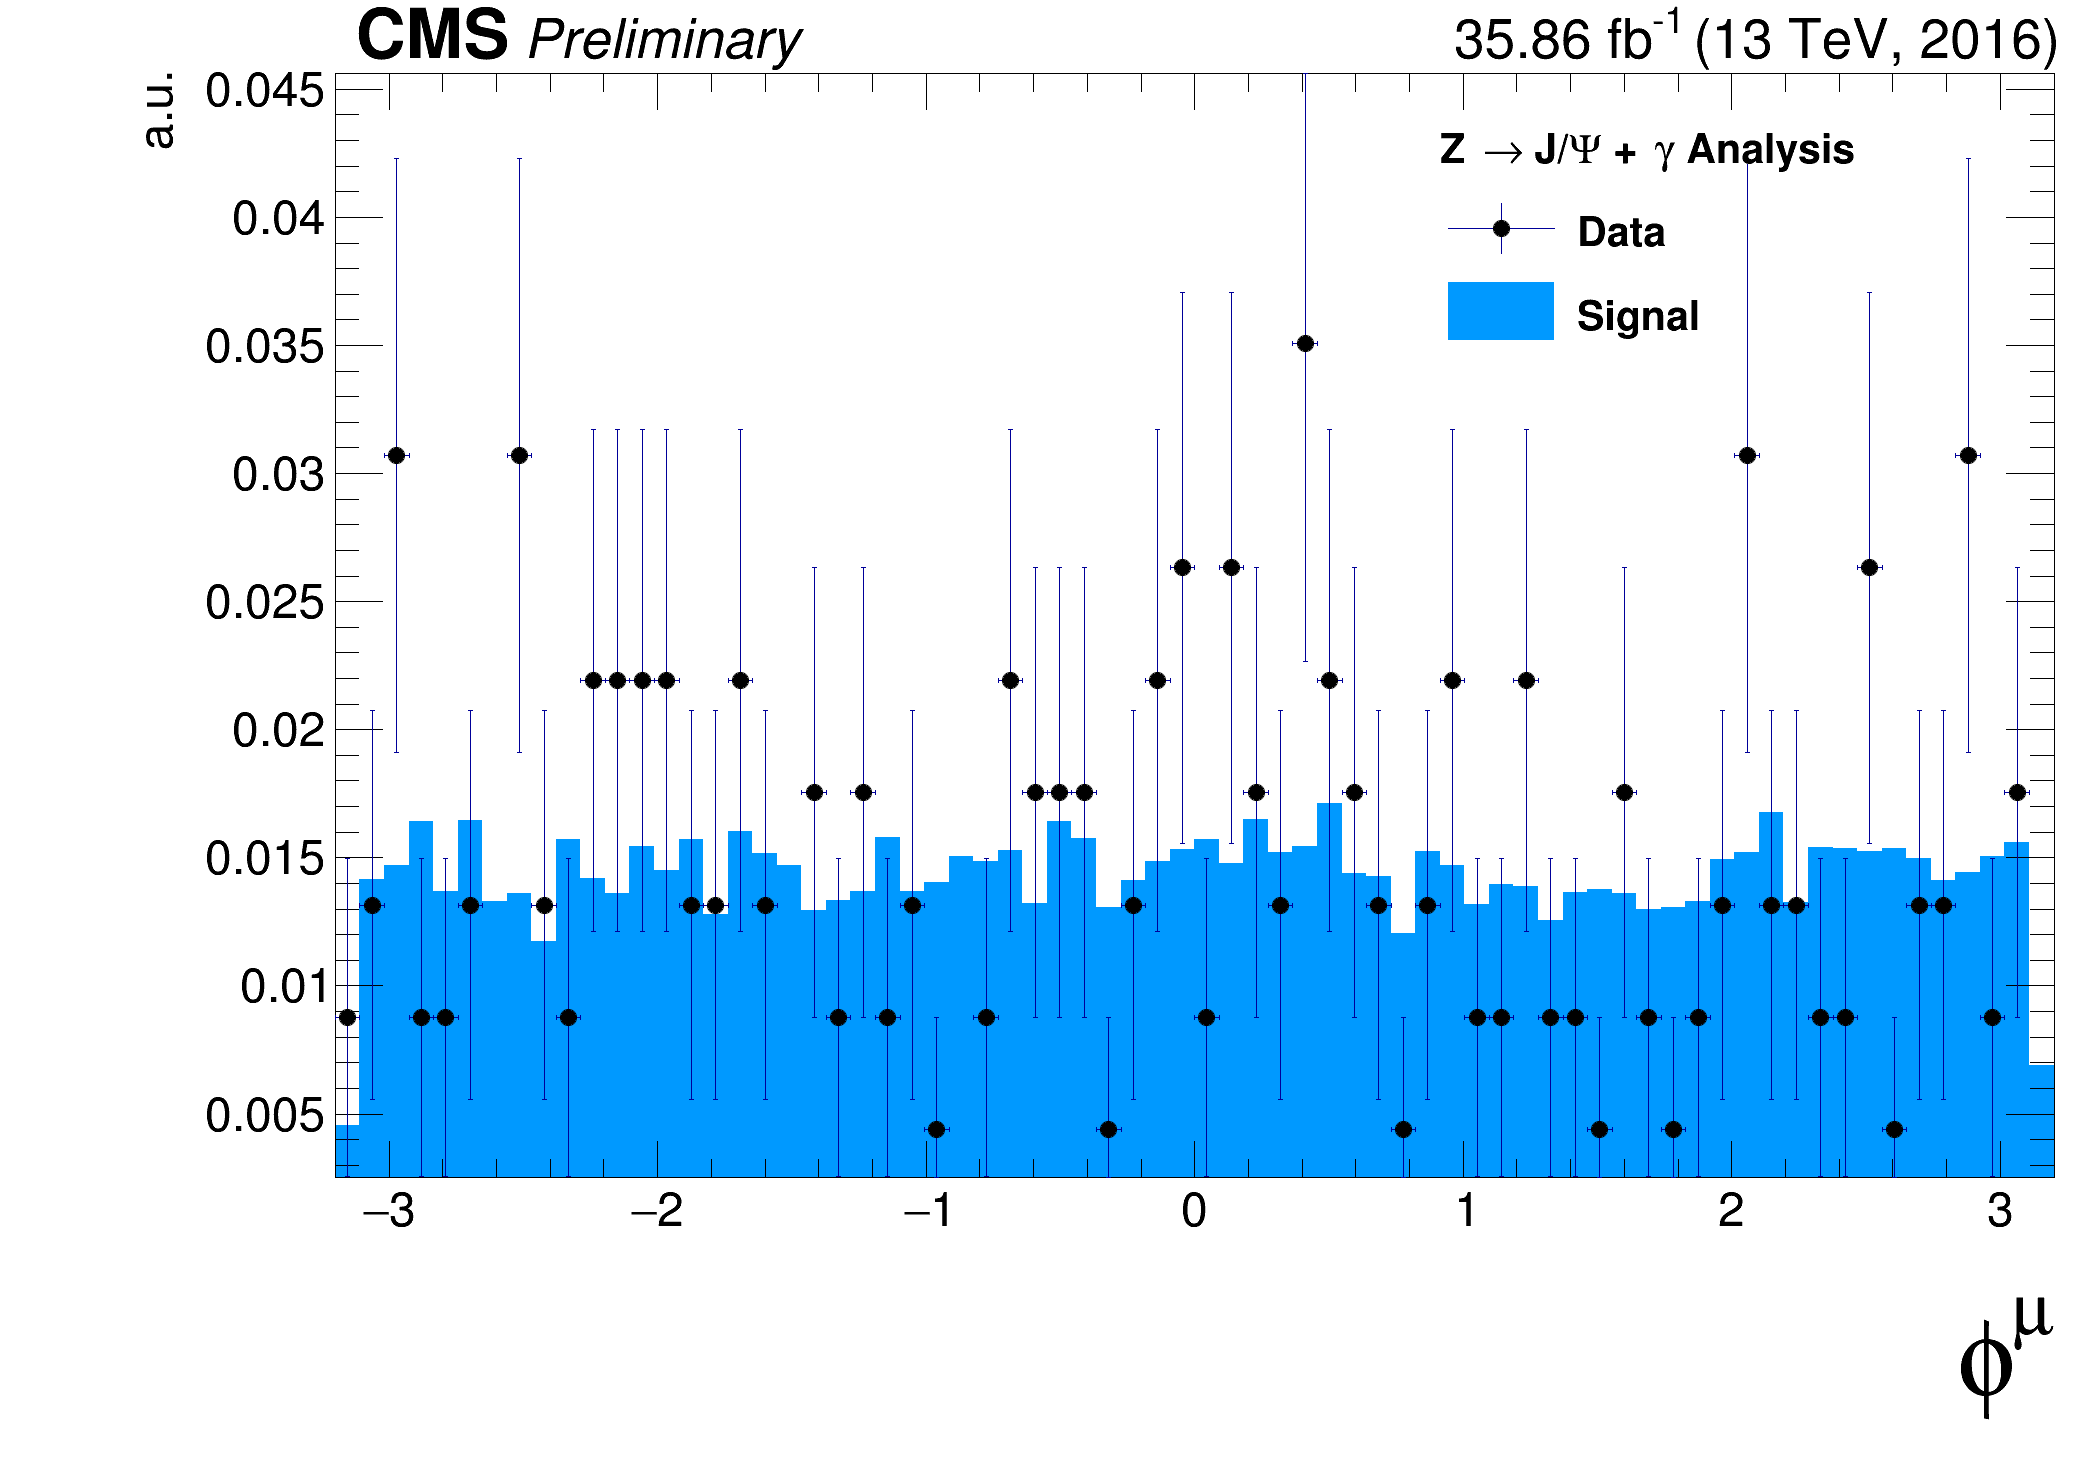 CMS Preliminary 35.86 fb⁻¹ (13 TeV, 2016)
a.u.
0.045
0.04
0.035
0.03
0.025
0.02
0.015
0.01
0.005
Z → J/Ψ + γ Analysis
Data
Signal
−3 −2 −1 0 1 2 3
ϕ^μ